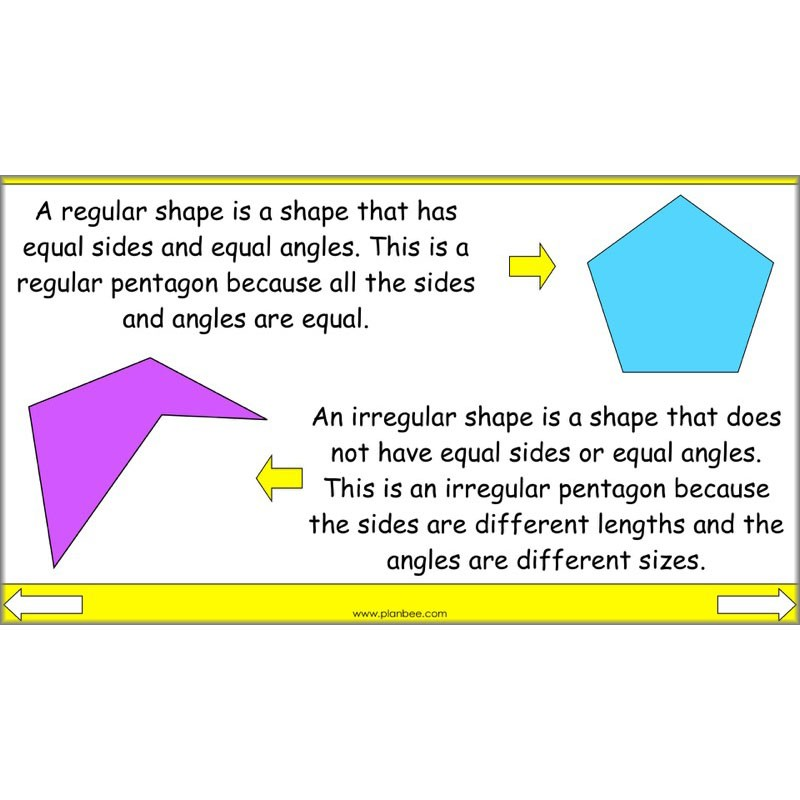 A regular shape is a shape that has
equal sides and equal angles. This is a
regular pentagon because all the sides
and angles are equal.
An irregular shape is a shape that does
not have equal sides or equal angles.
This is an irregular pentagon because
the sides are different lengths and the
angles are different sizes.
www.planbee.com